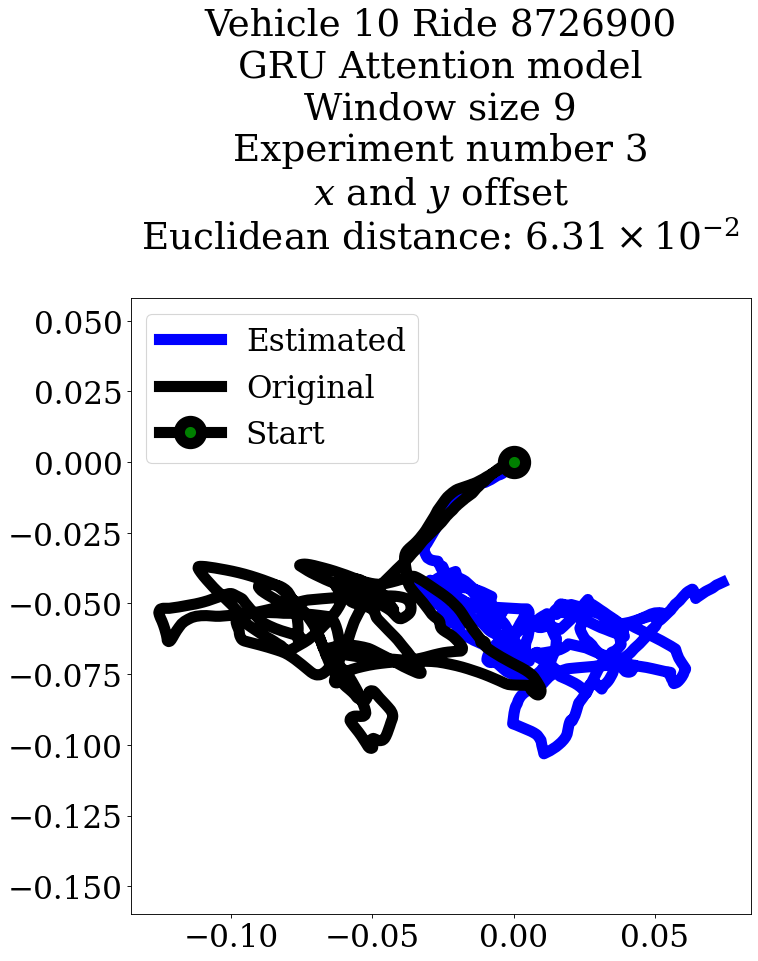 Vehicle 10 Ride 8726900
GRU Attention model
Window size 9
Experiment number 3
x and y offset
Euclidean distance: 6.31 × 10⁻²
Estimated
Original
Start
0.050
0.025
0.000
−0.025
−0.050
−0.075
−0.100
−0.125
−0.150
−0.10 −0.05 0.00 0.05